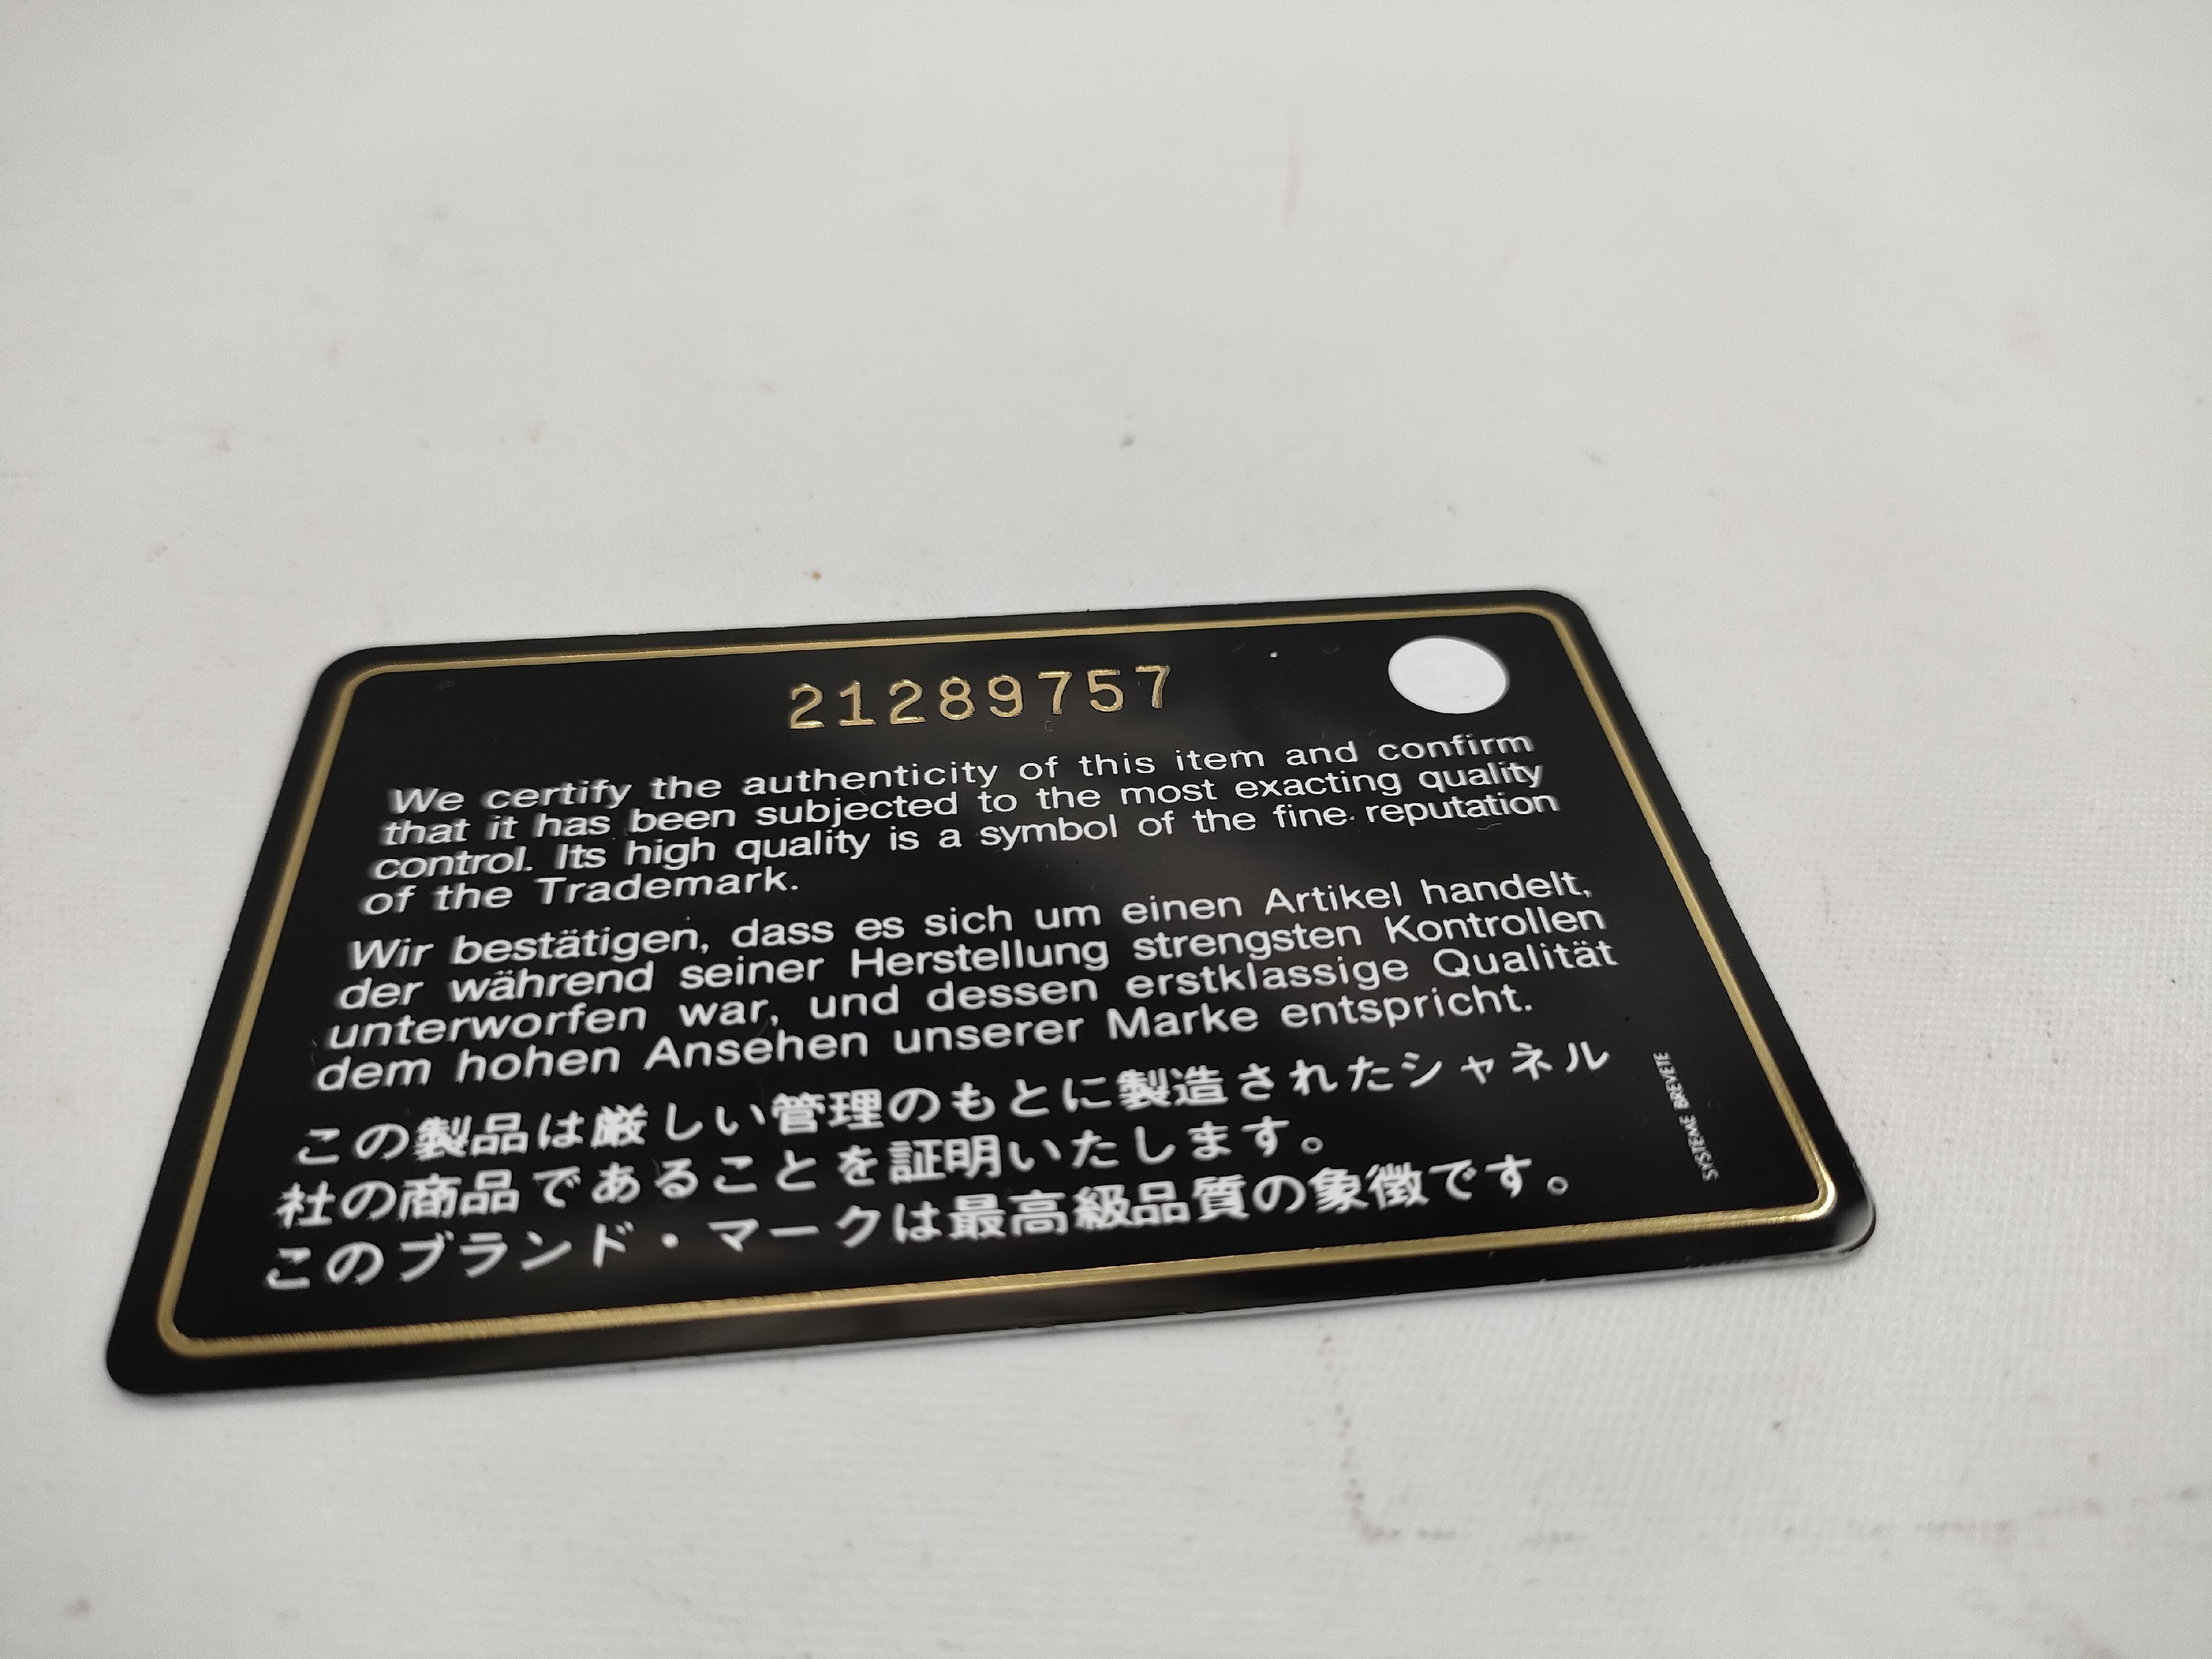 21289757
We certify the authenticity of this item and confirm
that it has been subjected to the most exacting quality
control. Its high quality is a symbol of the fine reputation
of the Trademark.
Wir bestätigen, dass es sich um einen Artikel handelt,
der während seiner Herstellung strengsten Kontrollen
unterworfen war, und dessen erstklassige Qualität
dem hohen Ansehen unserer Marke entspricht.
この製品は厳しい管理のもとに製造されたシャネル
社の商品であることを証明いたします。
このブランド・マークは最高級品質の象徴です。
SYSTEME BREVETE